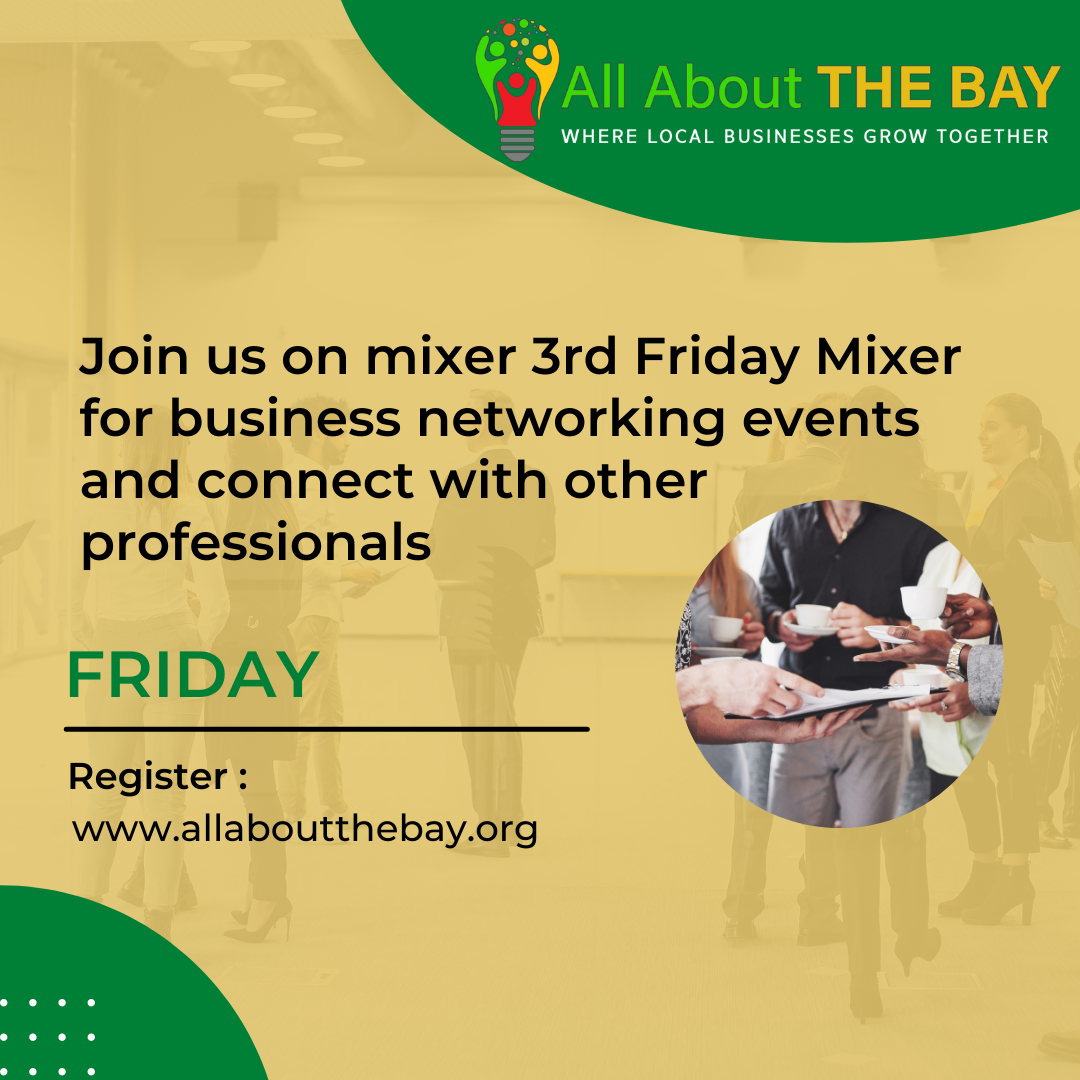 All About THE BAY
WHERE LOCAL BUSINESSES GROW TOGETHER
Join us on mixer 3rd Friday Mixer
for business networking events
and connect with other
professionals
FRIDAY
Register :
www.allaboutthebay.org